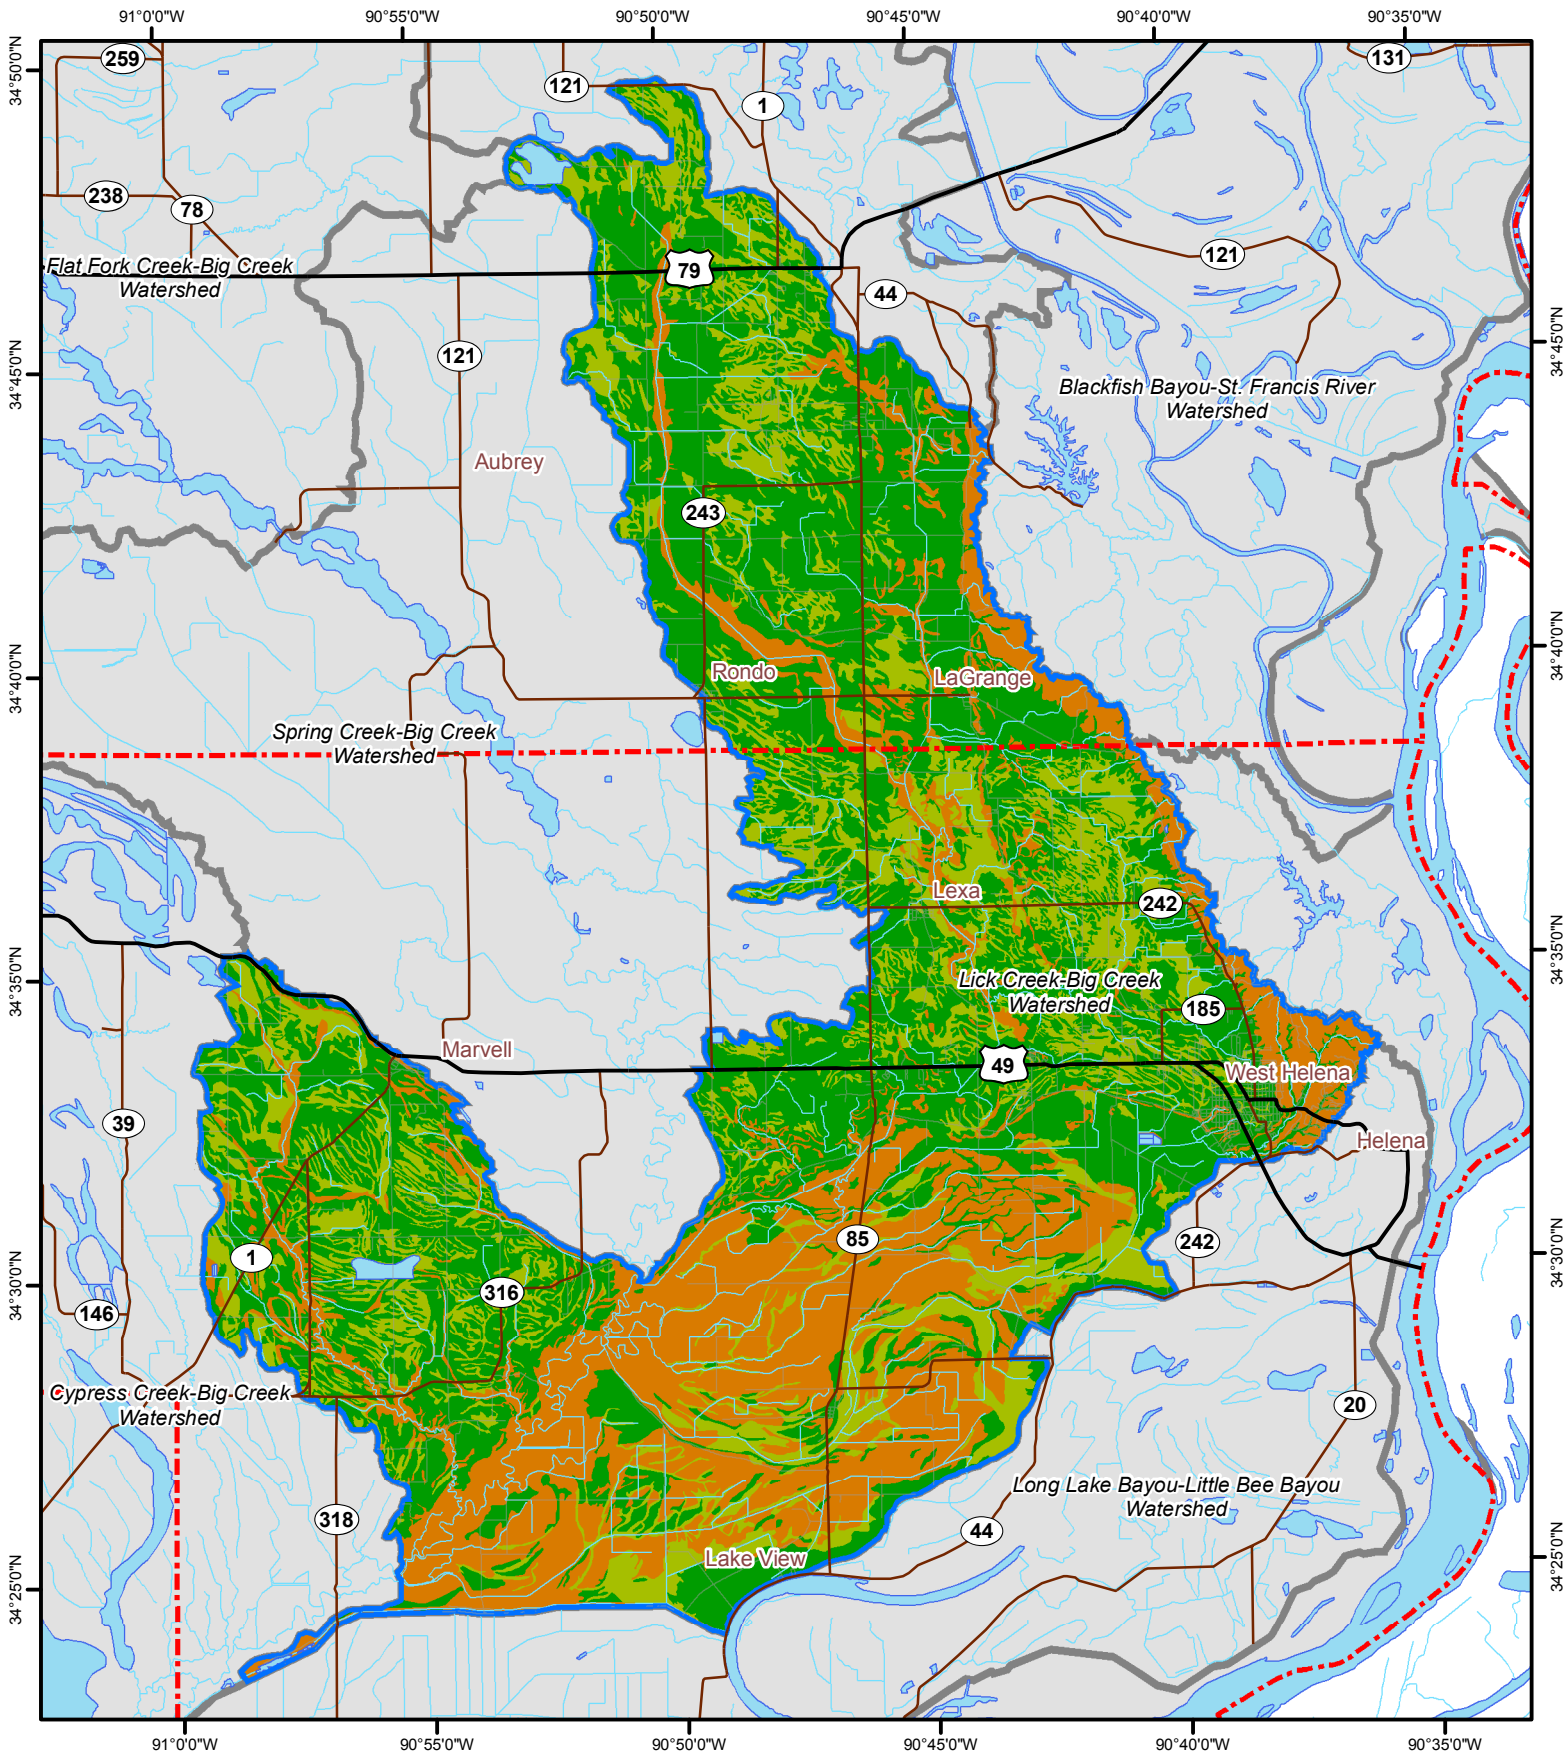 91°0'0"W 90°55'0"W 90°50'0"W 90°45'0"W 90°40'0"W 90°35'0"W
34°50'0"N
259
131
121
1
238
78
121
Flat Fork Creek-Big Creek
Watershed
79
44
34°45'0"N
34°45'0"N
121
Blackfish Bayou-St. Francis River
Watershed
Aubrey
243
34°40'0"N
34°40'0"N
Rondo
LaGrange
Spring Creek-Big Creek
Watershed
Lexa
242
34°35'0"N
34°35'0"N
Lick Creek-Big Creek
Watershed
185
Marvell
49
West Helena
39
Helena
85
242
1
34°30'0"N
34°30'0"N
316
146
Cypress Creek-Big Creek
Watershed
20
Long Lake Bayou-Little Bee Bayou
Watershed
318
44
Lake View
34°25'0"N
34°25'0"N
91°0'0"W 90°55'0"W 90°50'0"W 90°45'0"W 90°40'0"W 90°35'0"W